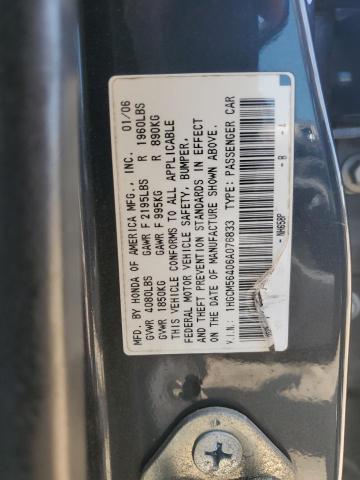 MFD. BY HONDA OF AMERICA MFG., INC. 01/06
GVWR 4080LBS GAWR F 2195LBS R 1960LBS
GVWR 1850KG GAWR F 995KG R 890KG
THIS VEHICLE CONFORMS TO ALL APPLICABLE
FEDERAL MOTOR VEHICLE SAFETY, BUMPER,
AND THEFT PREVENTION STANDARDS IN EFFECT
ON THE DATE OF MANUFACTURE SHOWN ABOVE.
V.I.N.: 1HGCM56406A076833 TYPE: PASSENGER CAR
- NH658P - B - A